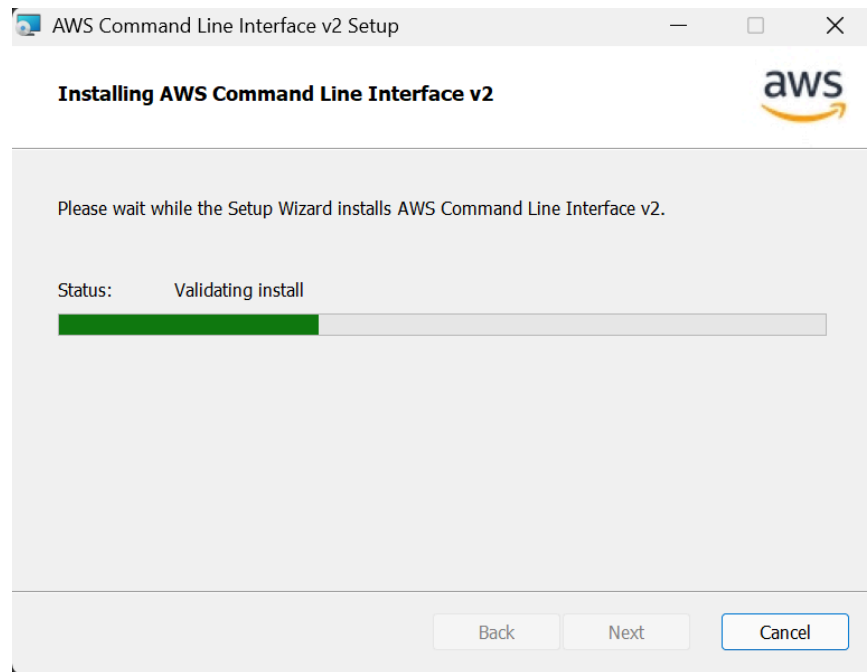 AWS Command Line Interface v2 Setup
Installing AWS Command Line Interface v2
aws
Please wait while the Setup Wizard installs AWS Command Line Interface v2.
Status: Validating install
Back Next Cancel